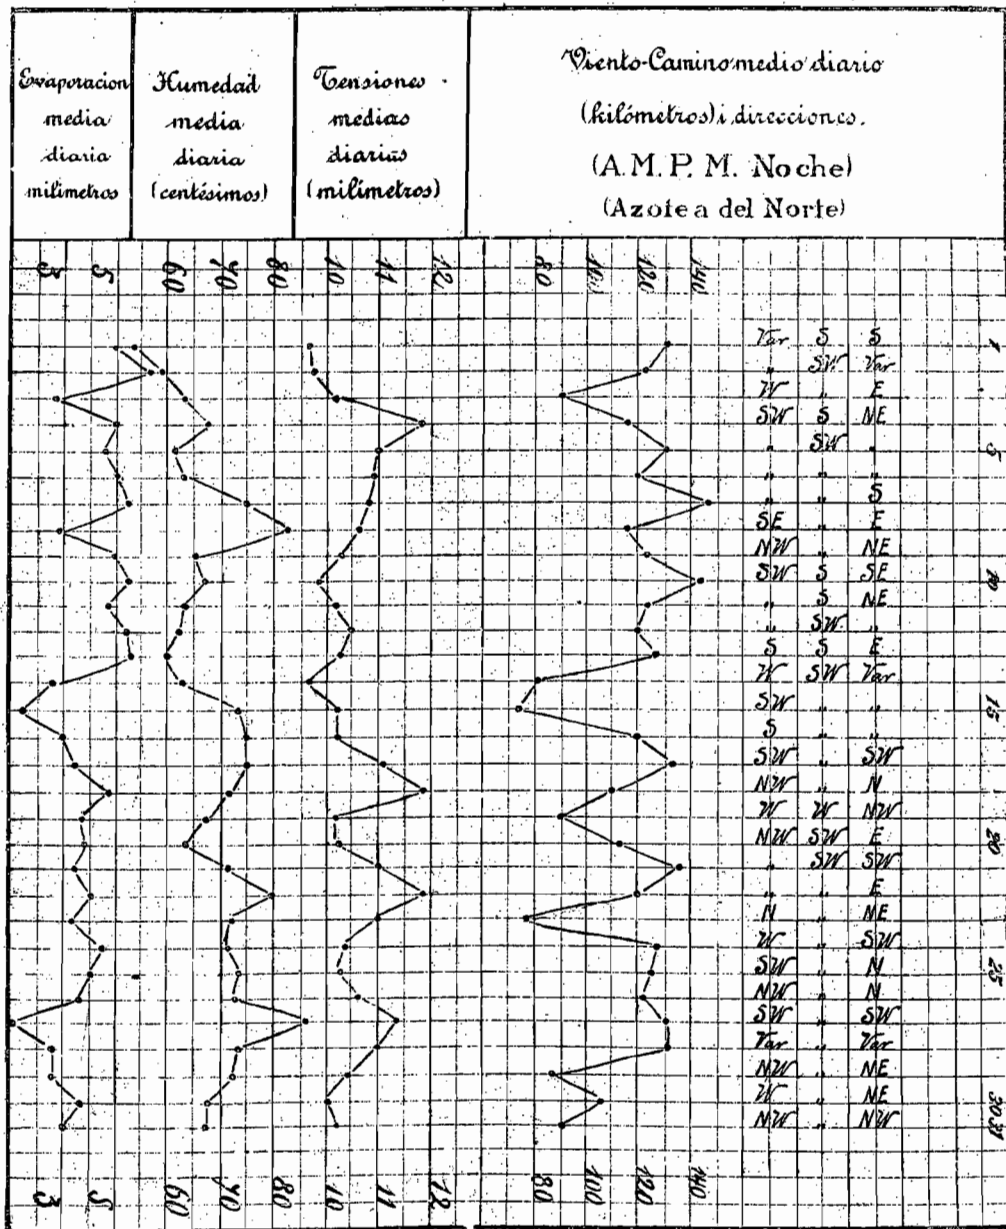 Evaporacion
media
diaria
milimetros
Humedad
media
diaria
(centésimos)
Tensiones
medias
diarias
(milímetros)
Viento-Camino medio diario
(kilómetros) i direcciones.
(A.M. P. M. Noche)
(Azotea del Norte)
3 5 60 70 80 10 11 12 80 100 120 140
Var S S 1
„ SW Var
W „ E
SW S NE
„ SW „ 5
„ „ „
„ „ S
SE „ E
NW „ NE
SW S SE 10
„ S NE
„ SW „
S S E
W SW Var
SW „ „ 15
S „ „
SW „ SW
NW „ N
W W NW
NW SW E 20
„ SW SW
„ „ E
N „ NE
W „ SW
SW „ N 25
NW „ N
SW „ SW
Var „ Var
NW „ NE
W „ NE 30
NW „ NW 31
3 5 60 70 80 10 11 12 80 100 120 140